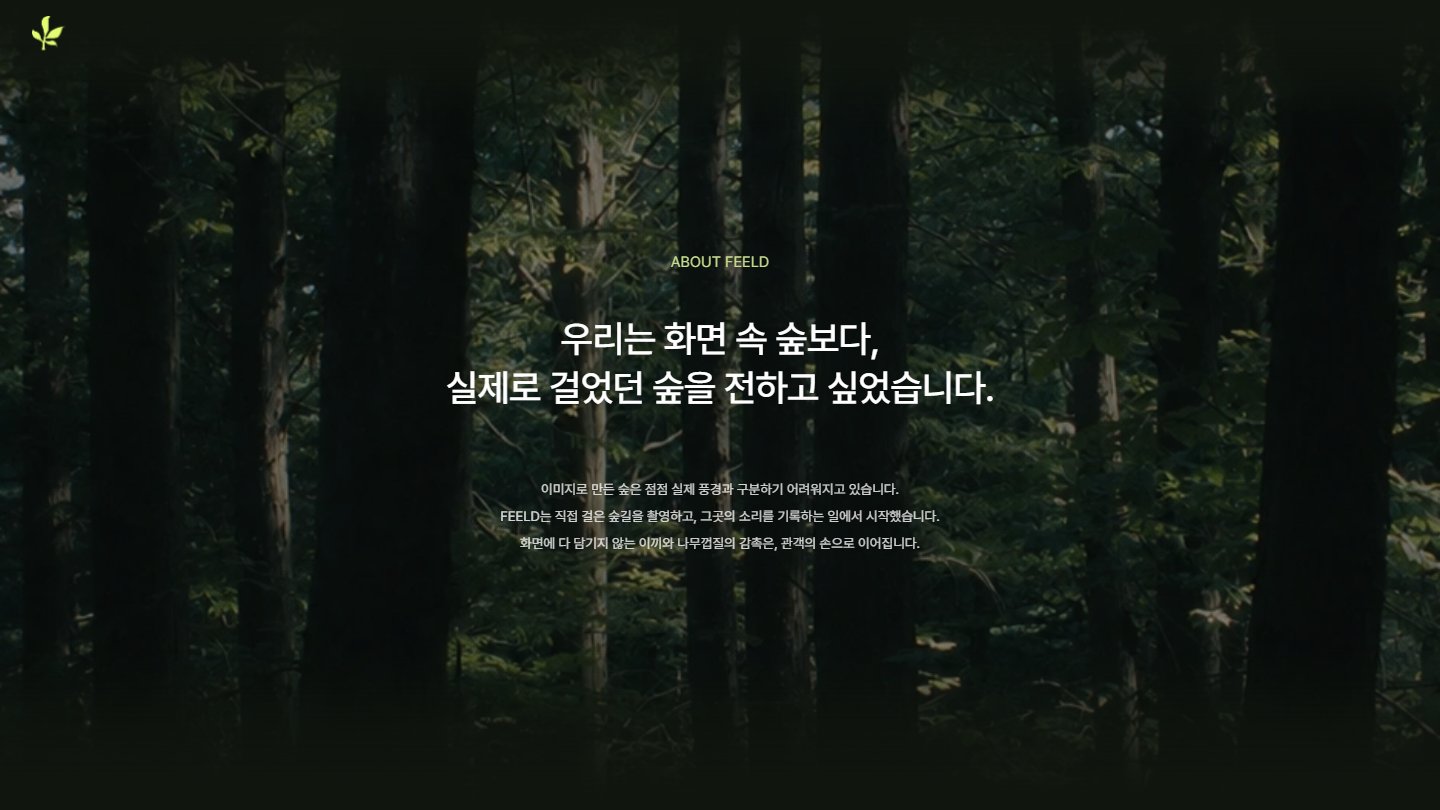 ABOUT FEELD
우리는 화면 속 숲보다,
실제로 걸었던 숲을 전하고 싶었습니다.
이미지로 만든 숲은 점점 실제 풍경과 구분하기 어려워지고 있습니다.
FEELD는 직접 걸은 숲길을 촬영하고, 그곳의 소리를 기록하는 일에서 시작했습니다.
화면에 다 담기지 않는 이끼와 나무껍질의 감촉은, 관객의 손으로 이어집니다.